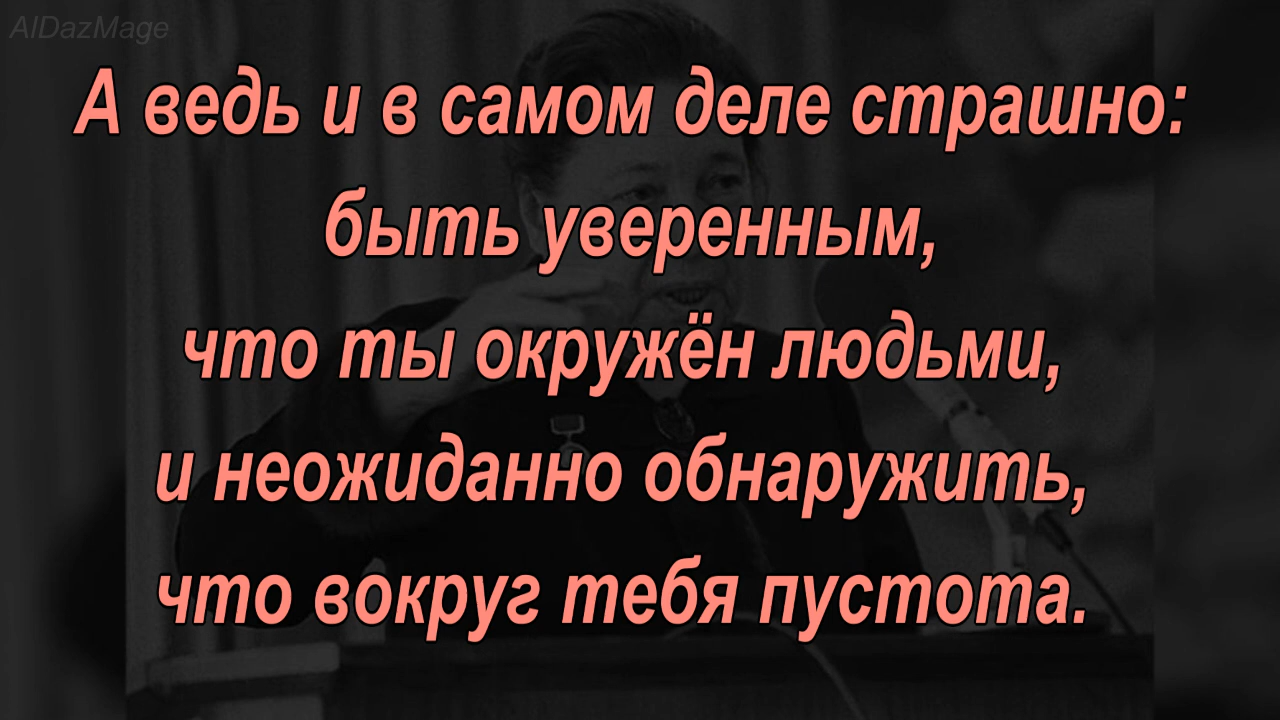 AIDazMage
А ведь и в самом деле страшно:
быть уверенным,
что ты окружён людьми,
и неожиданно обнаружить,
что вокруг тебя пустота.